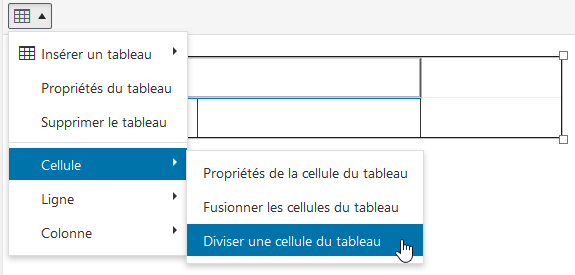 Insérer un tableau
Propriétés du tableau
Supprimer le tableau
Cellule
Ligne
Colonne
Propriétés de la cellule du tableau
Fusionner les cellules du tableau
Diviser une cellule du tableau